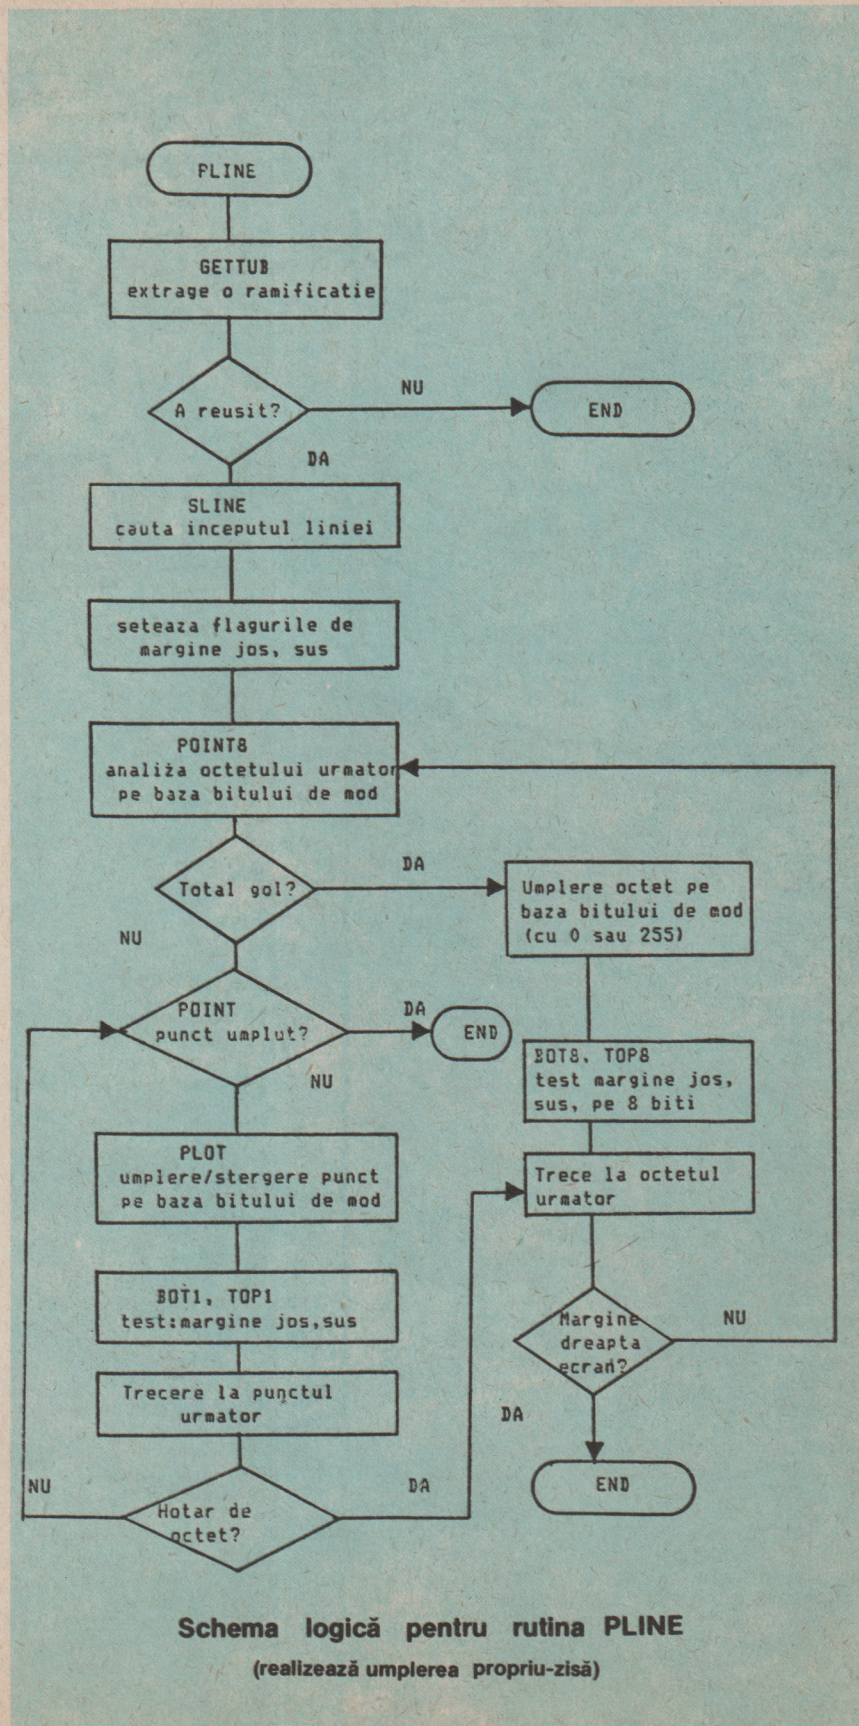 PLINE
GETTUB
extrage o ramificatie
A reusit?
NU
END
DA
SLINE
cauta inceputul liniei
seteaza flagurile de
margine jos, sus
POINT8
analiza octetului urmator
pe baza bitului de mod
Total gol?
DA
NU
Umplere octet pe
baza bitului de mod
(cu 0 sau 255)
POINT
punct umplut?
DA
END
NU
BOT8, TOP8
test margine jos,
sus, pe 8 biti
PLOT
umplere/stergere punct
pe baza bitului de mod
Trece la octetul
urmator
BOT1, TOP1
test:margine jos,sus
Margine
dreapta
ecran?
NU
DA
Trecere la punctul
urmator
Hotar de
octet?
NU
DA
END
Schema logică pentru rutina PLINE
(realizează umplerea propriu-zisă)